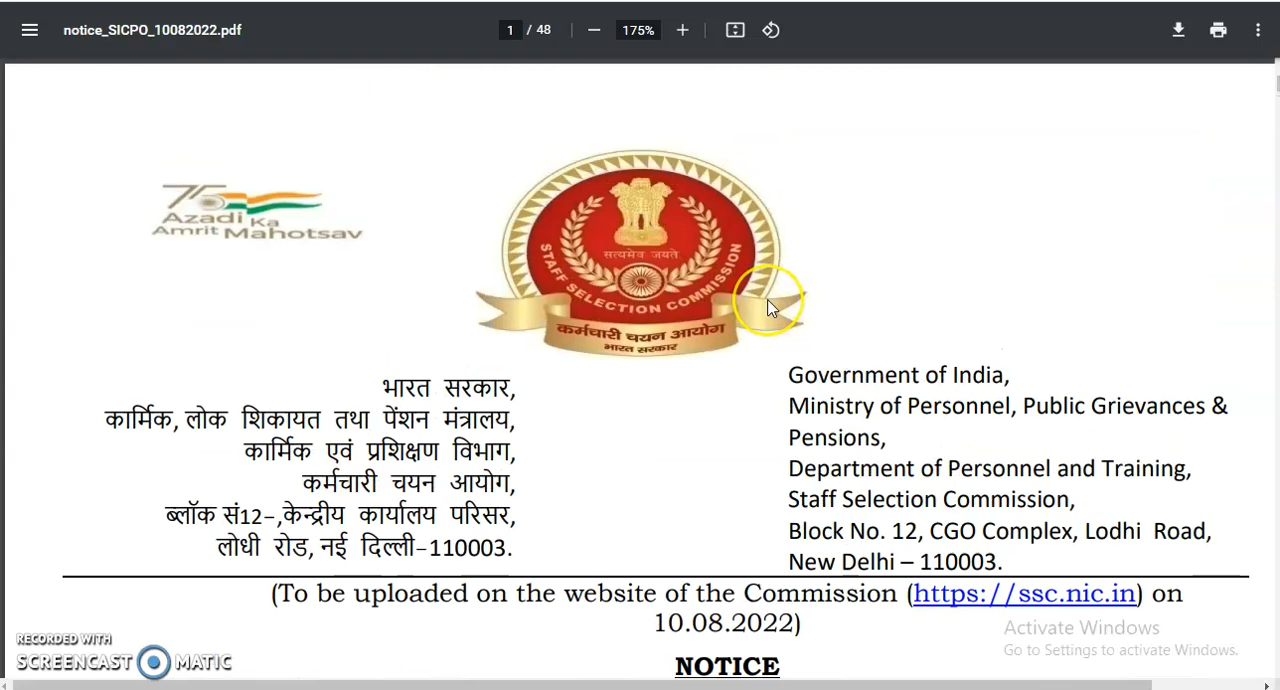 notice_SICPO_10082022.pdf
1 / 48
175%
75
Azadi Ka
Amrit Mahotsav
सत्यमेव जयते
STAFF SELECTION COMMISSION
कर्मचारी चयन आयोग
भारत सरकार
भारत सरकार,
कार्मिक, लोक शिकायत तथा पेंशन मंत्रालय,
कार्मिक एवं प्रशिक्षण विभाग,
कर्मचारी चयन आयोग,
ब्लॉक सं12-,केन्द्रीय कार्यालय परिसर,
लोधी रोड, नई दिल्ली-110003.
Government of India,
Ministry of Personnel, Public Grievances &
Pensions,
Department of Personnel and Training,
Staff Selection Commission,
Block No. 12, CGO Complex, Lodhi Road,
New Delhi – 110003.
(To be uploaded on the website of the Commission (https://ssc.nic.in) on
10.08.2022)
NOTICE
Activate Windows
Go to Settings to activate Windows.
RECORDED WITH
SCREENCAST MATIC